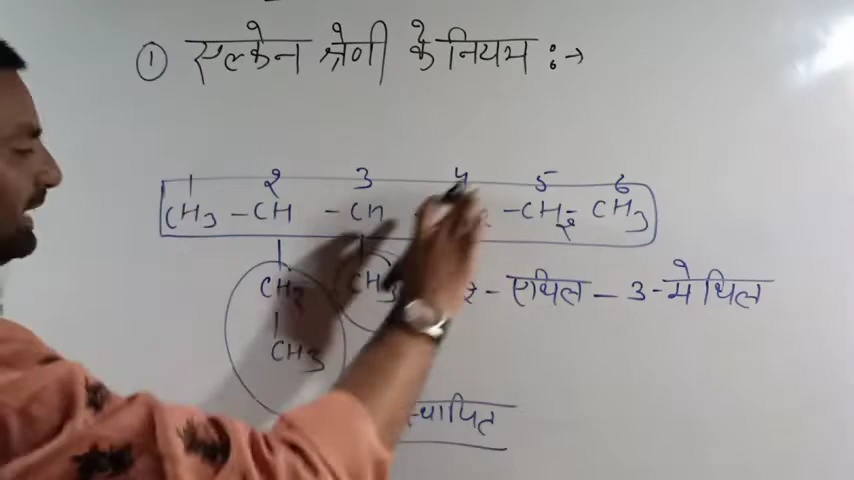 ① एल्केन श्रेणी के नियम :→
1 2 3 4 5 6
CH3 – CH – CH – CH2 CH3
CH2 CH3 2 – एथिल – 3 - मेथिल
CH3
स्थापित